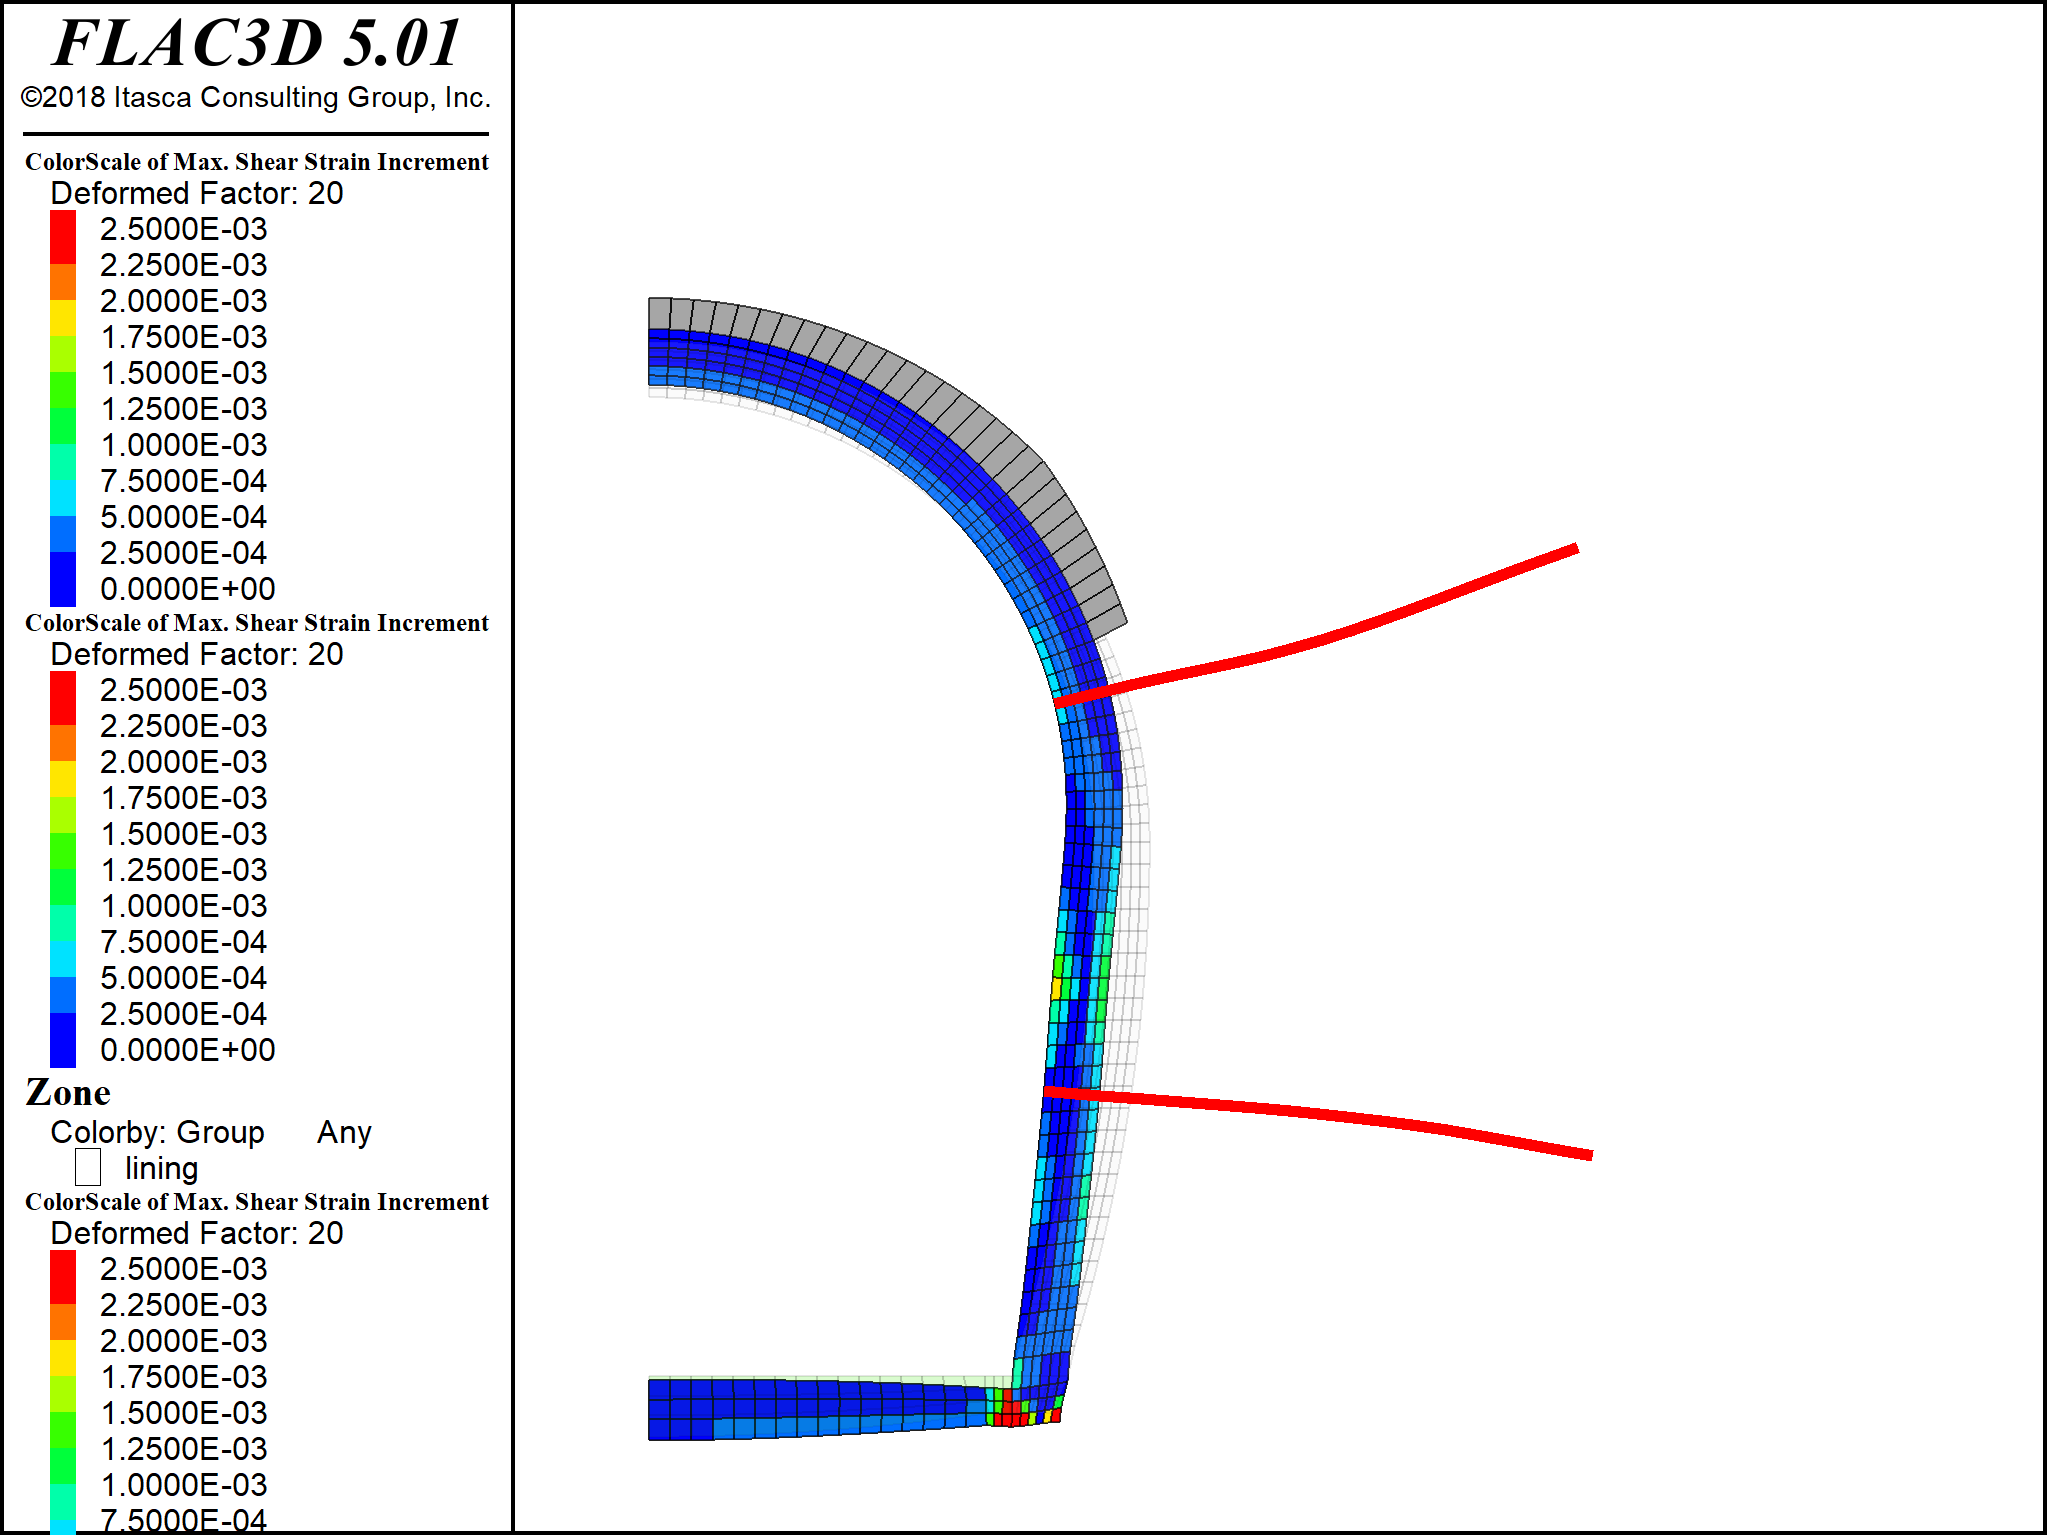 FLAC3D 5.01
©2018 Itasca Consulting Group, Inc.
ColorScale of Max. Shear Strain Increment
Deformed Factor: 20
2.5000E-03
2.2500E-03
2.0000E-03
1.7500E-03
1.5000E-03
1.2500E-03
1.0000E-03
7.5000E-04
5.0000E-04
2.5000E-04
0.0000E+00
ColorScale of Max. Shear Strain Increment
Deformed Factor: 20
2.5000E-03
2.2500E-03
2.0000E-03
1.7500E-03
1.5000E-03
1.2500E-03
1.0000E-03
7.5000E-04
5.0000E-04
2.5000E-04
0.0000E+00
Zone
Colorby: Group Any
lining
ColorScale of Max. Shear Strain Increment
Deformed Factor: 20
2.5000E-03
2.2500E-03
2.0000E-03
1.7500E-03
1.5000E-03
1.2500E-03
1.0000E-03
7.5000E-04